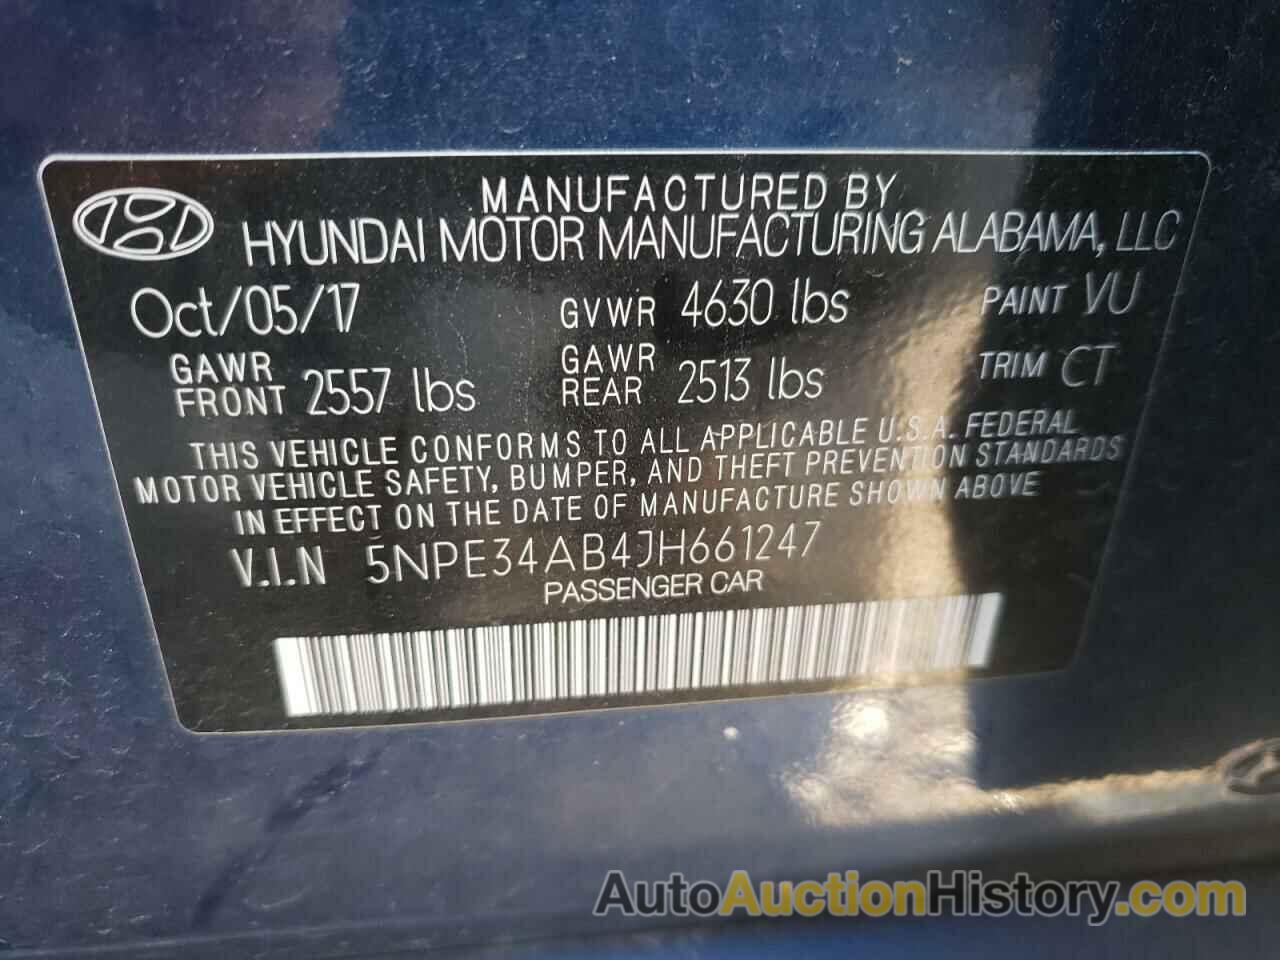 MANUFACTURED BY
HYUNDAI MOTOR MANUFACTURING ALABAMA, LLC
Oct/05/17 GVWR 4630 lbs PAINT VU
GAWR FRONT 2557 lbs GAWR REAR 2513 lbs TRIM CT
THIS VEHICLE CONFORMS TO ALL APPLICABLE U.S.A. FEDERAL
MOTOR VEHICLE SAFETY, BUMPER, AND THEFT PREVENTION STANDARDS
IN EFFECT ON THE DATE OF MANUFACTURE SHOWN ABOVE
V.I.N 5NPE34AB4JH661247
PASSENGER CAR
AutoAuctionHistory.com